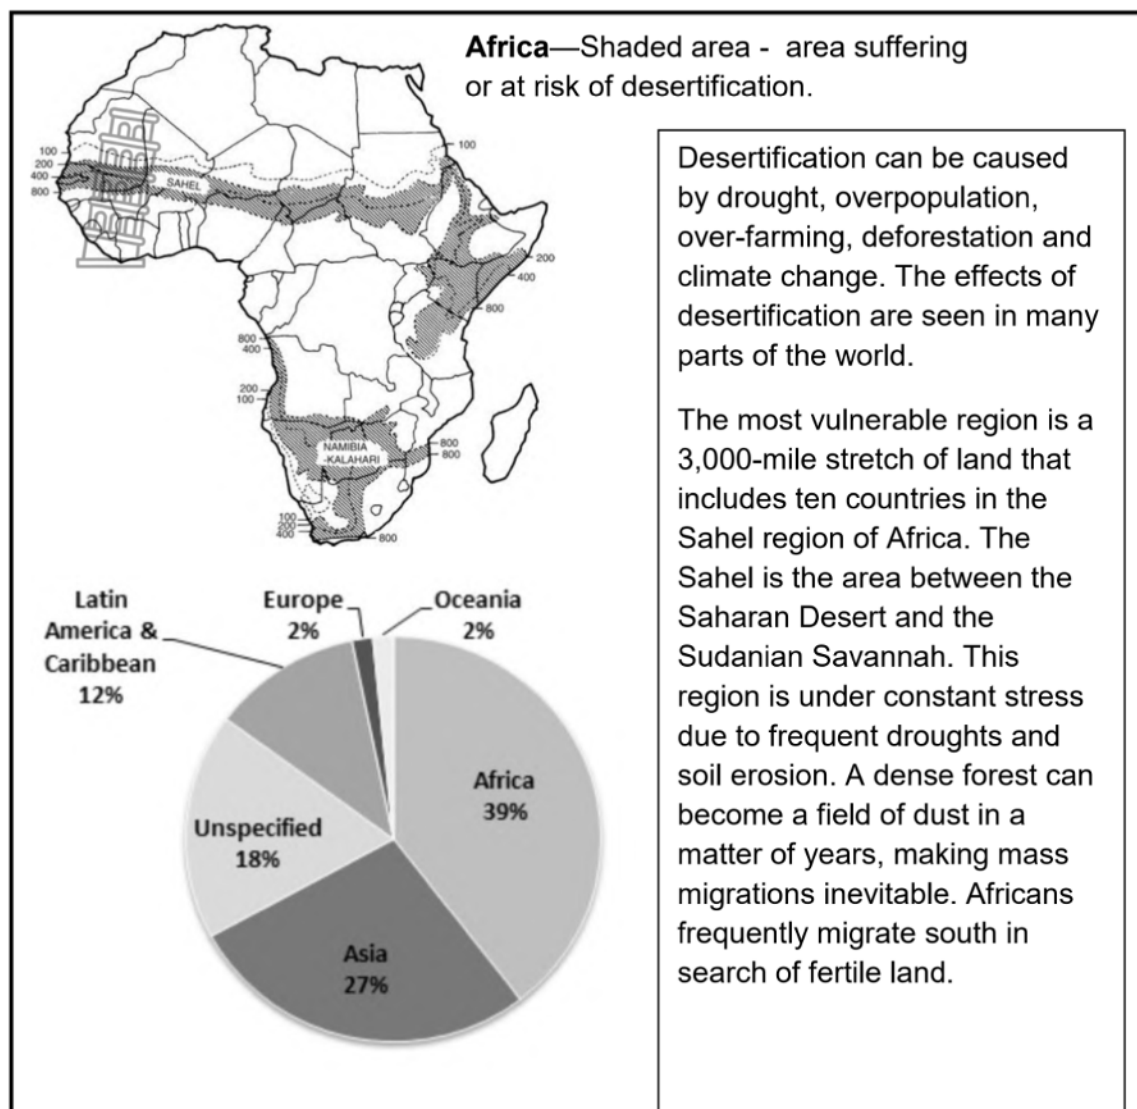 Africa—Shaded area - area suffering
or at risk of desertification.
100
200
400
800
SAHEL
100
200
400
800
800
400
200
100
NAMIBIA
-KALAHARI
800
800
100
200
400
800
Desertification can be caused
by drought, overpopulation,
over-farming, deforestation and
climate change. The effects of
desertification are seen in many
parts of the world.
The most vulnerable region is a
3,000-mile stretch of land that
includes ten countries in the
Sahel region of Africa. The
Sahel is the area between the
Saharan Desert and the
Sudanian Savannah. This
region is under constant stress
due to frequent droughts and
soil erosion. A dense forest can
become a field of dust in a
matter of years, making mass
migrations inevitable. Africans
frequently migrate south in
search of fertile land.
Latin
America &
Caribbean
12%
Europe
2%
Oceania
2%
Africa
39%
Unspecified
18%
Asia
27%